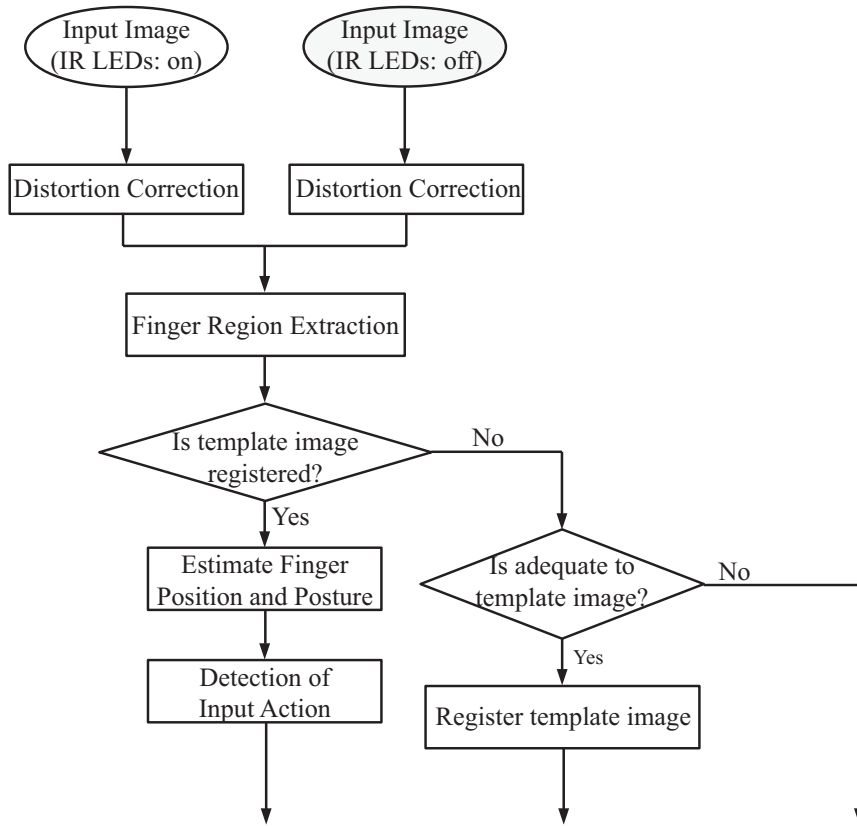 Input Image
(IR LEDs: on)
Input Image
(IR LEDs: off)
Distortion Correction
Distortion Correction
Finger Region Extraction
Is template image
registered?
No
Yes
Estimate Finger
Position and Posture
Is adequate to
template image?
No
Yes
Detection of
Input Action
Register template image